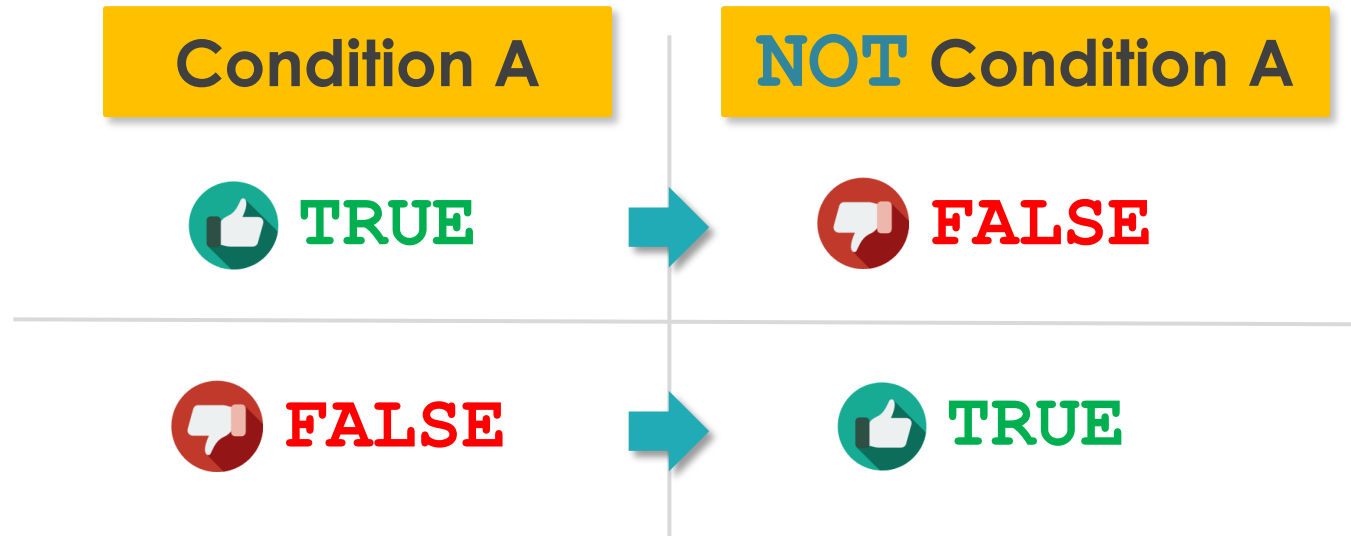 Condition A
NOT Condition A
TRUE
FALSE
FALSE
TRUE